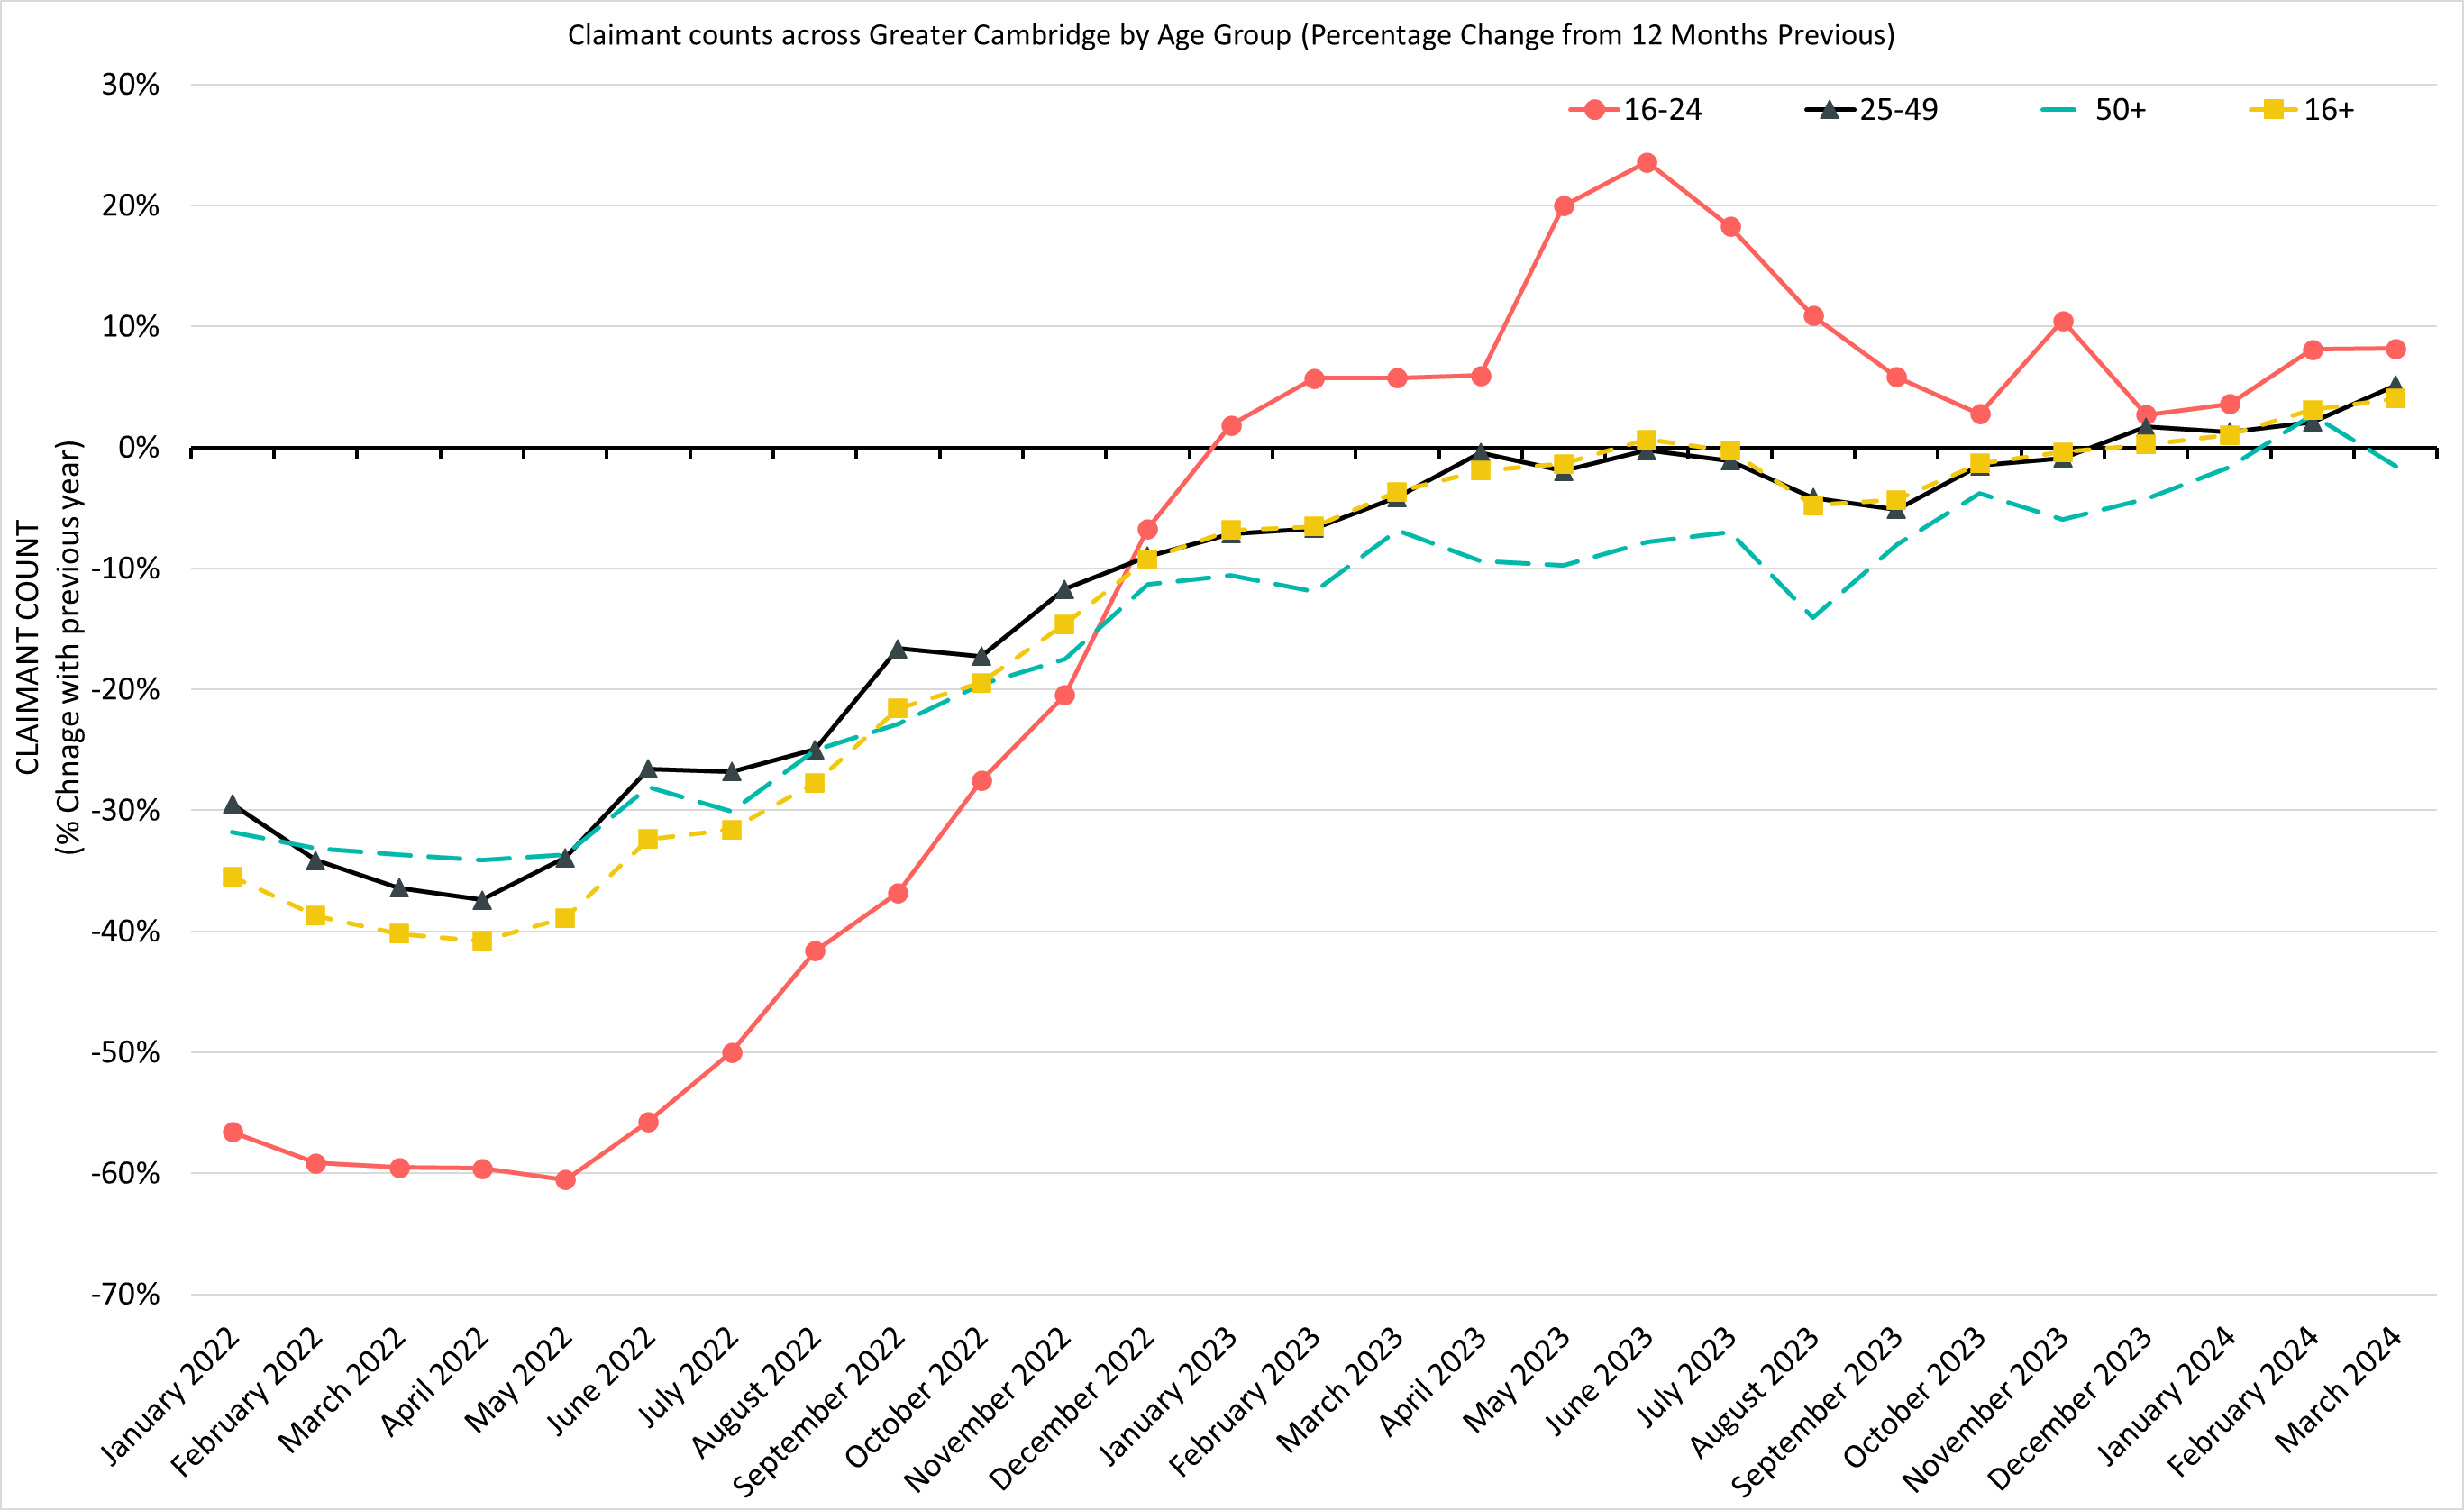 Claimant counts across Greater Cambridge by Age Group (Percentage Change from 12 Months Previous)
16-24 25-49 50+ 16+
30%
20%
10%
0%
-10%
-20%
-30%
-40%
-50%
-60%
-70%
CLAIMANT COUNT
(% Chnage with previous year)
January 2022
February 2022
March 2022
April 2022
May 2022
June 2022
July 2022
August 2022
September 2022
October 2022
November 2022
December 2022
January 2023
February 2023
March 2023
April 2023
May 2023
June 2023
July 2023
August 2023
September 2023
October 2023
November 2023
December 2023
January 2024
February 2024
March 2024